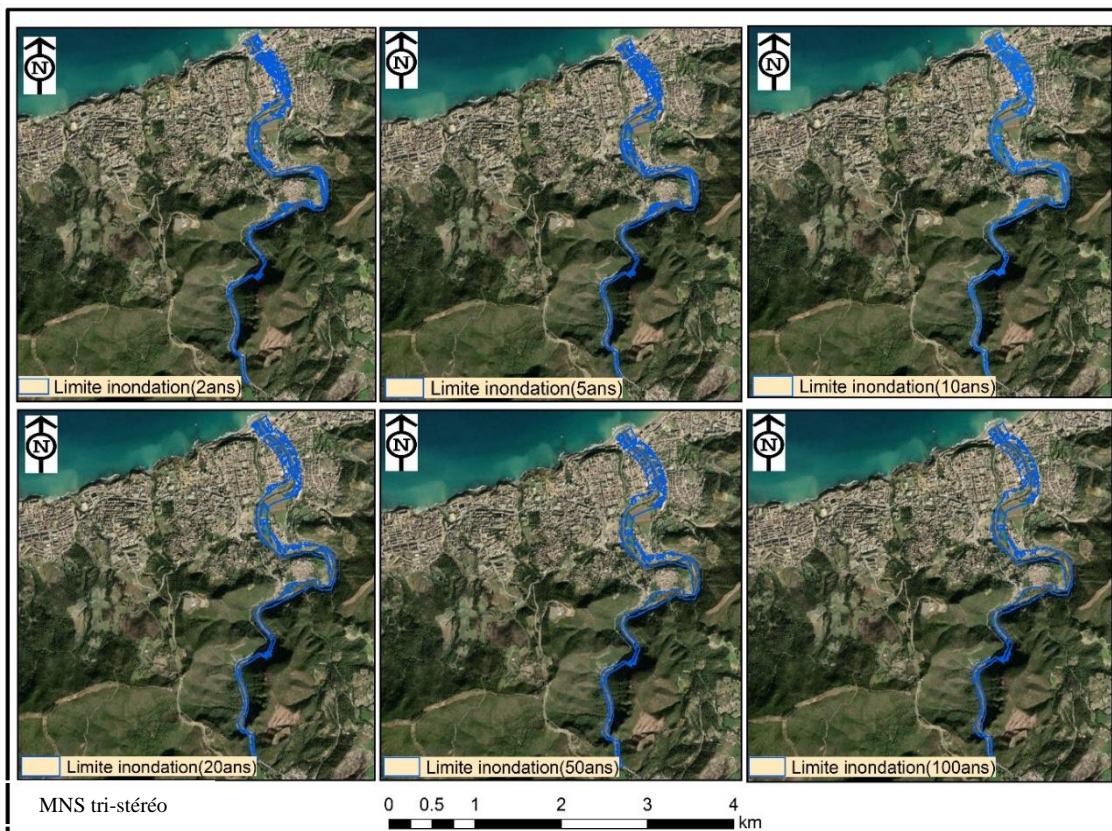 N
N
N
Limite inondation(2ans)
Limite inondation(5ans)
Limite inondation(10ans)
N
N
N
Limite inondation(20ans)
Limite inondation(50ans)
Limite inondation(100ans)
MNS tri-stéréo
0 0.5 1 2 3 4
km